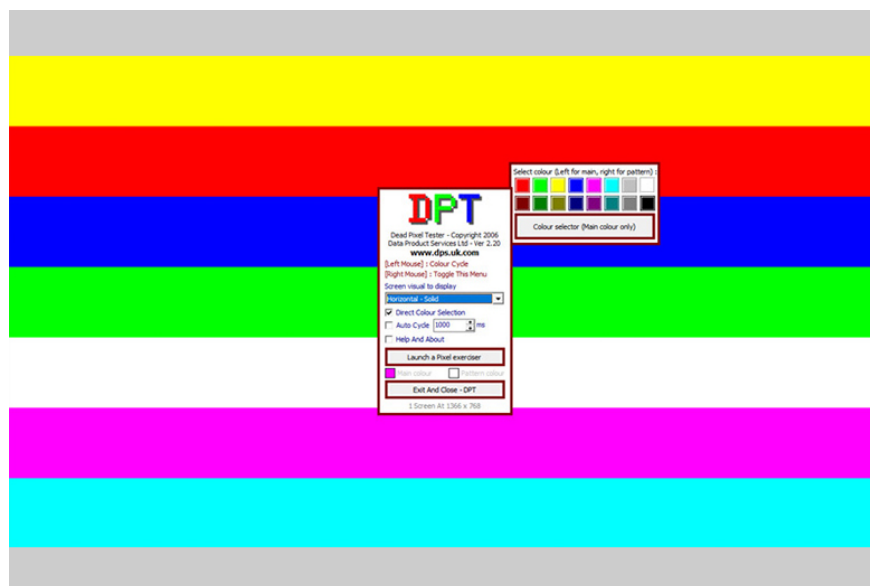 Select colour (Left for main, right for pattern) :
Colour selector (Main colour only)
DPT
Dead Pixel Tester - Copyright 2006
Data Product Services Ltd - Ver 2.20
www.dps.uk.com
[Left Mouse] : Colour Cycle
[Right Mouse] : Toggle This Menu
Screen visual to display
Horizontal - Solid
Direct Colour Selection
Auto Cycle 1000 ms
Help And About
Launch a Pixel exerciser
Main colour Pattern colour
Exit And Close - DPT
1 Screen At 1366 x 768